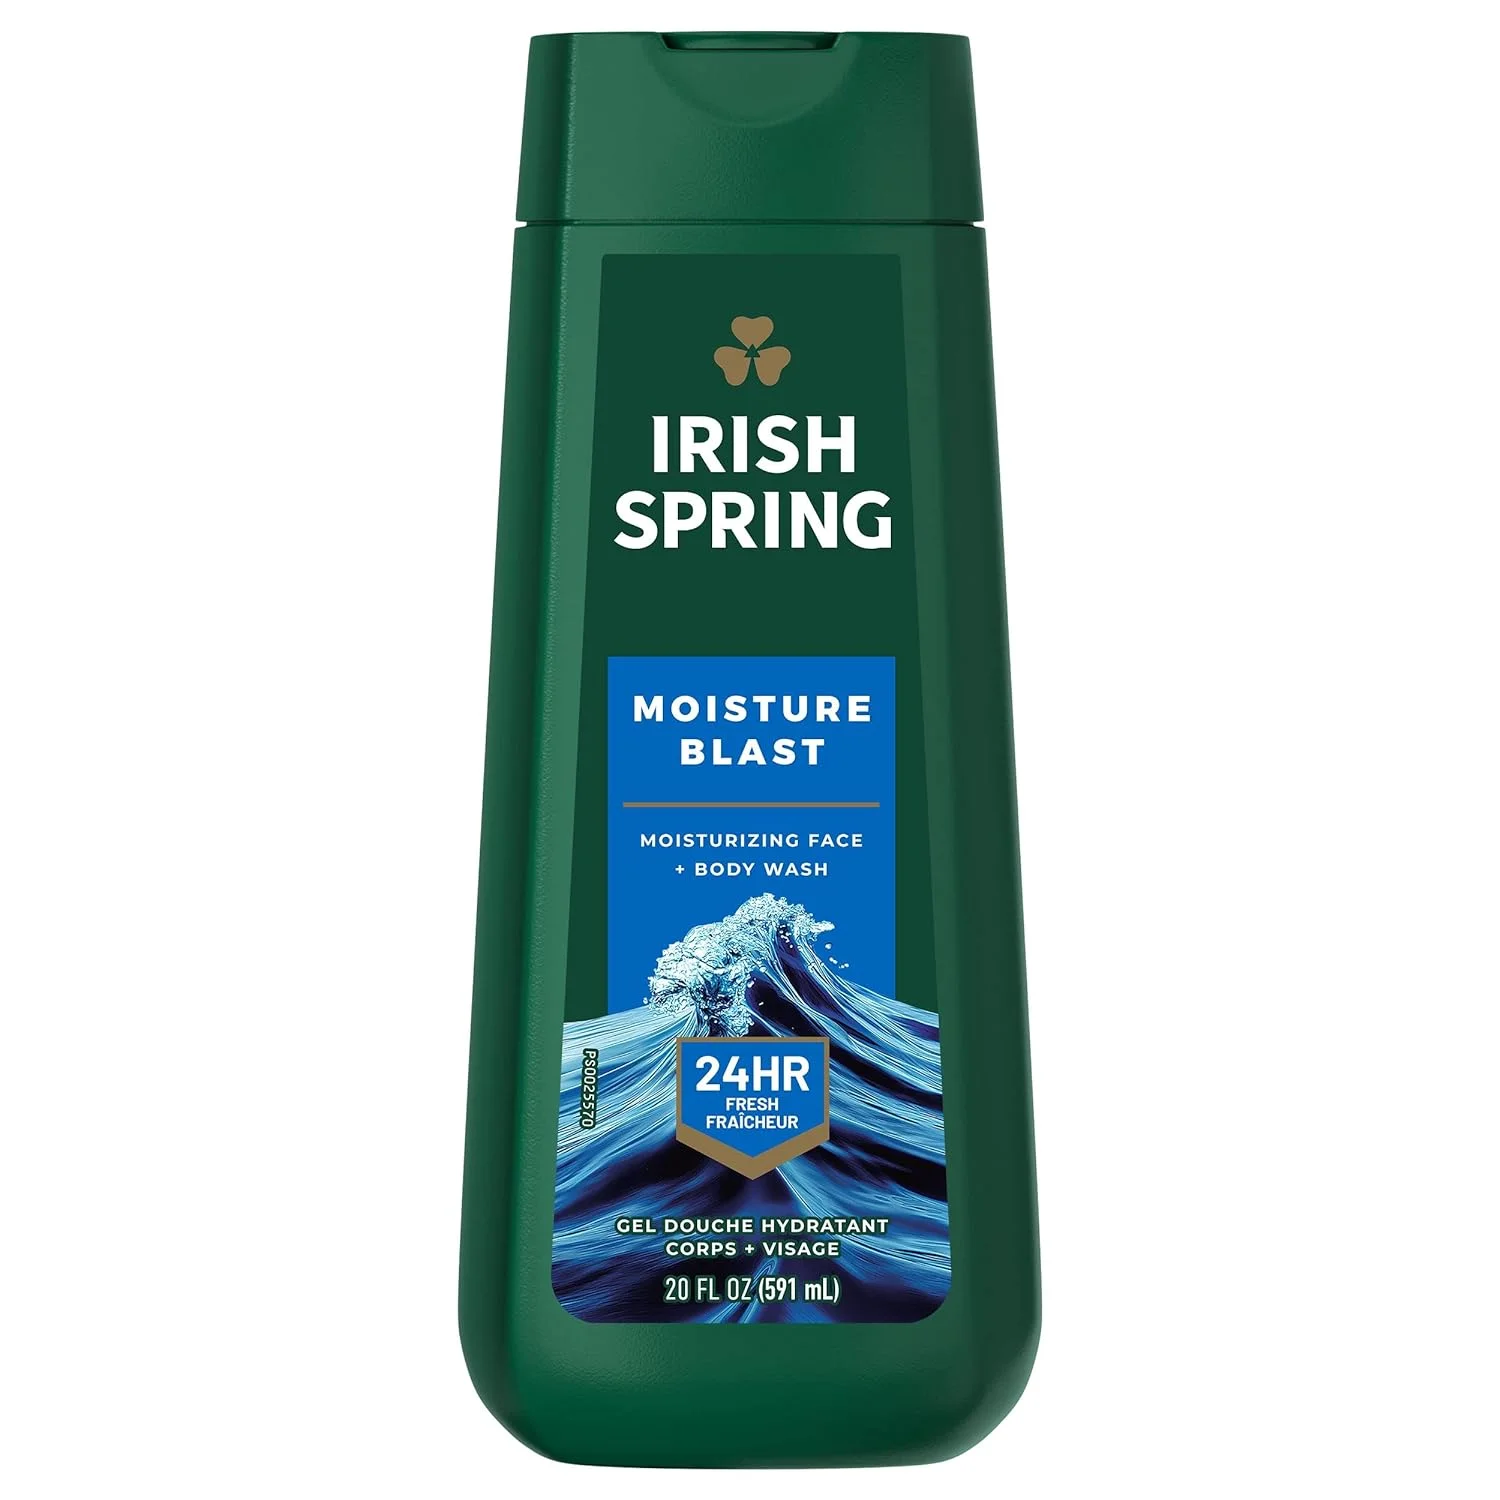 IRISH
SPRING
MOISTURE
BLAST
MOISTURIZING FACE
+ BODY WASH
24HR
FRESH
FRAÎCHEUR
PS0025570
GEL DOUCHE HYDRATANT
CORPS + VISAGE
20 FL OZ (591 mL)